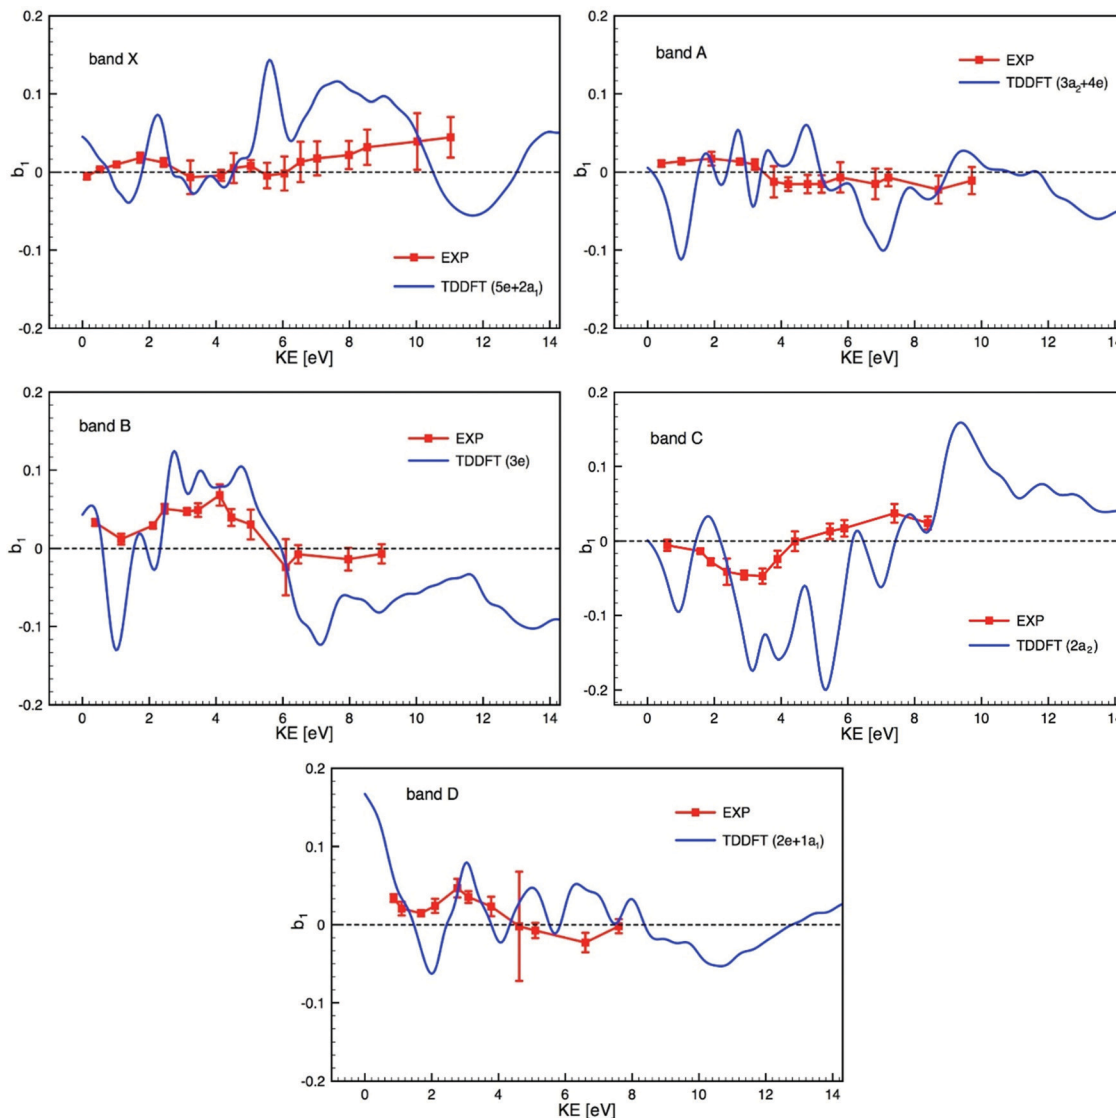 0.2
band X
0.1
b₁
0
-0.1
EXP
TDDFT (5e+2a₁)
-0.2
0 2 4 6 8 10 12 14
KE [eV]
0.2
band A
EXP
TDDFT (3a₂+4e)
0.1
b₁
0
-0.1
-0.2
0 2 4 6 8 10 12 14
KE [eV]
0.2
band B
EXP
TDDFT (3e)
0.1
b₁
0
-0.1
-0.2
0 2 4 6 8 10 12 14
KE [eV]
0.2
band C
0.1
b₁
0
-0.1
EXP
TDDFT (2a₂)
-0.2
0 2 4 6 8 10 12 14
KE [eV]
0.2
band D
EXP
TDDFT (2e+1a₁)
0.1
b₁
0
-0.1
-0.2
0 2 4 6 8 10 12 14
KE [eV]